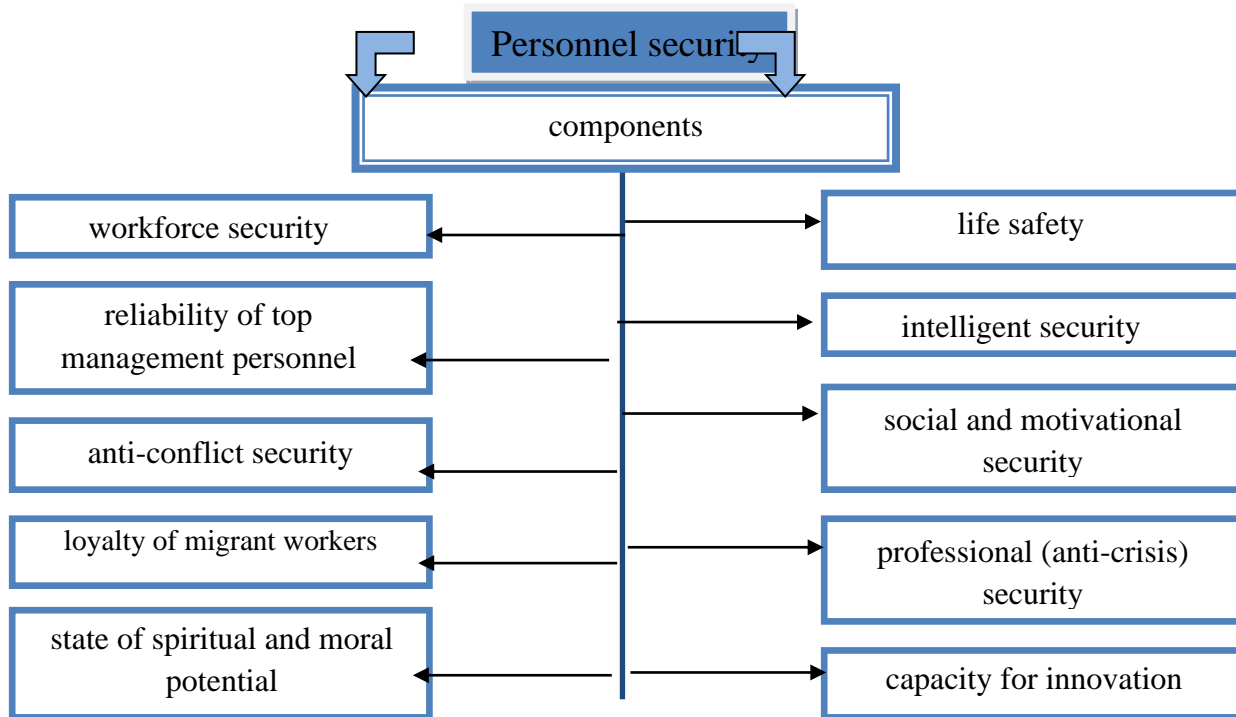 Personnel security
components
workforce security
life safety
reliability of top
management personnel
intelligent security
anti-conflict security
social and motivational
security
loyalty of migrant workers
professional (anti-crisis)
security
state of spiritual and moral
potential
capacity for innovation